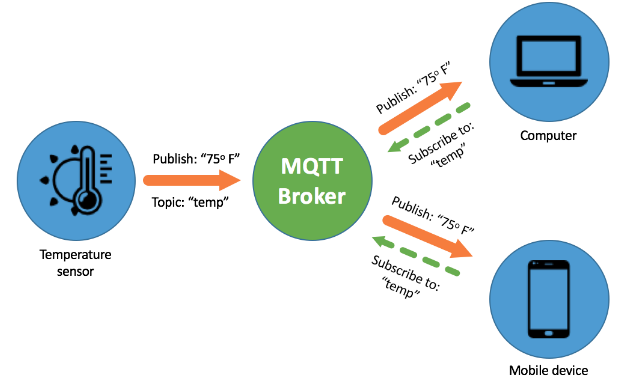 Publish: “75º F”
Topic: “temp”
Temperature
sensor
MQTT
Broker
Publish: “75º F”
Subscribe to:
“temp”
Computer
Publish: “75º F”
Subscribe to:
“temp”
Mobile device